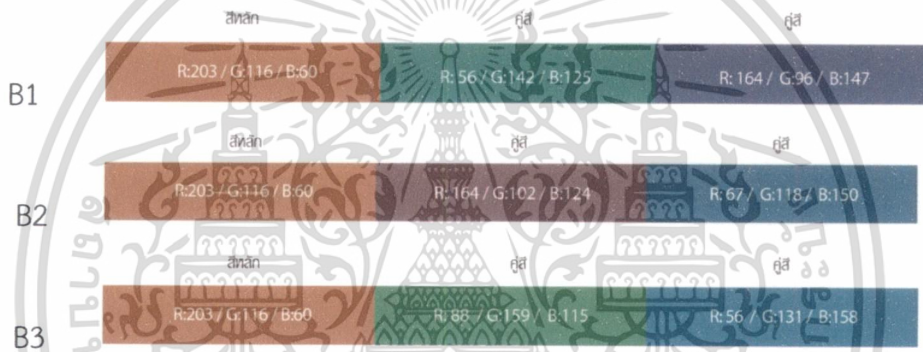 สีหลัก คู่สี คู่สี
B1 R:203 / G:116 / B:60 R: 56 / G:142 / B:125 R: 164 / G:96 / B:147
สีหลัก คู่สี คู่สี
B2 R:203 / G:116 / B:60 R: 164 / G:102 / B:124 R: 67 / G:118 / B:150
สีหลัก คู่สี คู่สี
B3 R:203 / G:116 / B:60 R: 88 / G:159 / B:115 R: 56 / G:131 / B:158